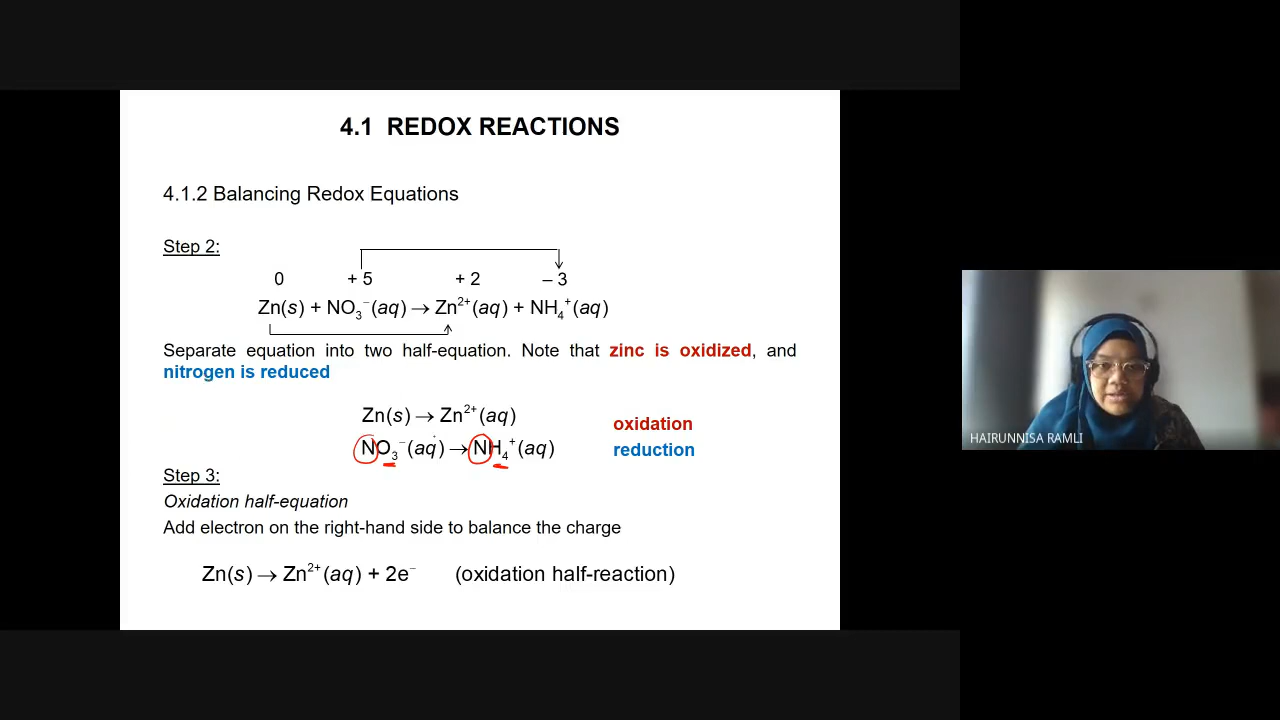 4.1 REDOX REACTIONS
4.1.2 Balancing Redox Equations
Step 2:
0 + 5 + 2 – 3
Zn(s) + NO₃⁻(aq) → Zn²⁺(aq) + NH₄⁺(aq)
Separate equation into two half-equation. Note that zinc is oxidized, and
nitrogen is reduced
Zn(s) → Zn²⁺(aq) oxidation
NO₃⁻(aq) → NH₄⁺(aq) reduction
Step 3:
Oxidation half-equation
Add electron on the right-hand side to balance the charge
Zn(s) → Zn²⁺(aq) + 2e⁻ (oxidation half-reaction)
HAIRUNNISA RAMLI